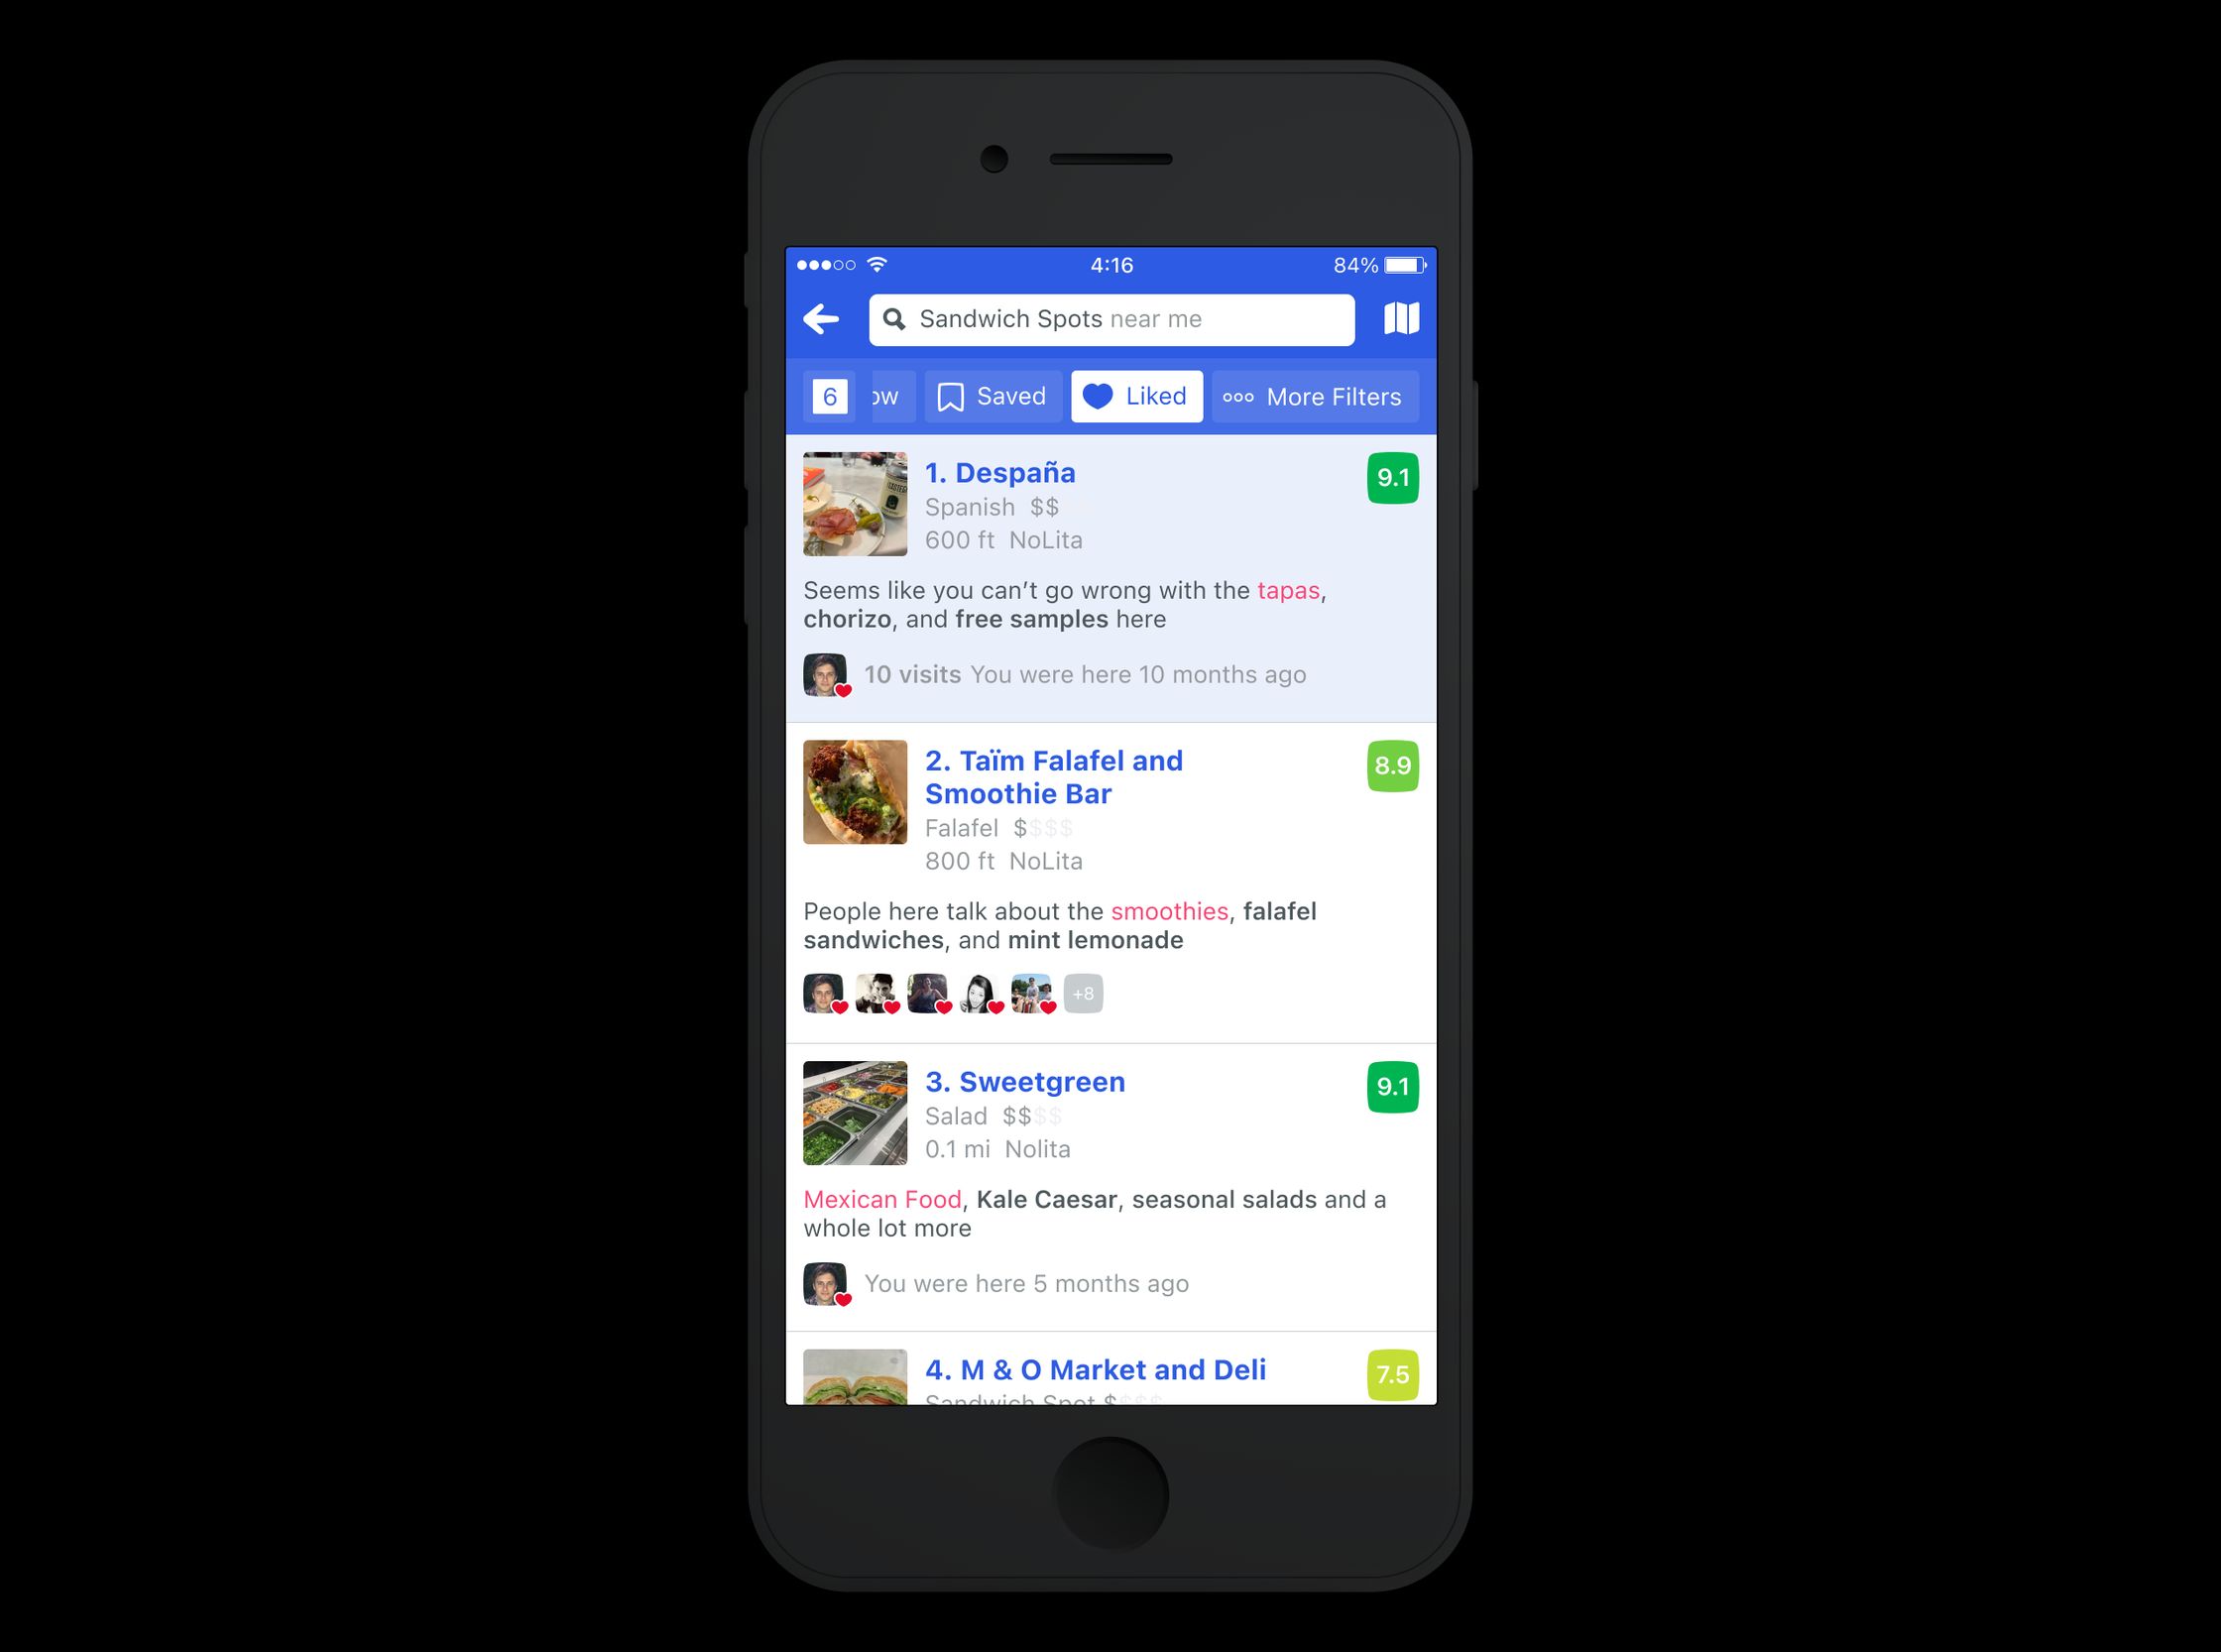 4:16
84%
Sandwich Spots near me
6
ow
Saved
Liked
More Filters
1. Despaña
9.1
Spanish $$
600 ft NoLita
Seems like you can’t go wrong with the tapas,
chorizo, and free samples here
10 visits You were here 10 months ago
2. Taïm Falafel and
Smoothie Bar
8.9
Falafel $$$$
800 ft NoLita
People here talk about the smoothies, falafel
sandwiches, and mint lemonade
+8
3. Sweetgreen
9.1
Salad $$$$
0.1 mi Nolita
Mexican Food, Kale Caesar, seasonal salads and a
whole lot more
You were here 5 months ago
4. M & O Market and Deli
7.5
Sandwich Spot $$$$